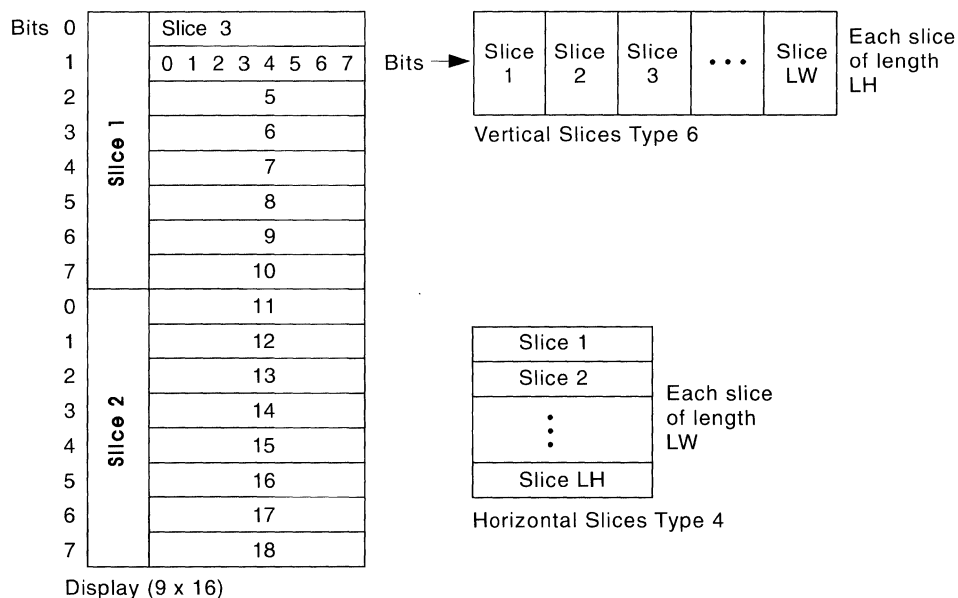 Bits 0
Slice 3
1
0 1 2 3 4 5 6 7
2
5
3
6
4
7
5
8
6
9
7
10
Slice 1
0
11
1
12
2
13
3
14
4
15
5
16
6
17
7
18
Slice 2
Display (9 x 16)
Bits
Slice 1
Slice 2
Slice 3
• • •
Slice LW
Each slice
of length
LH
Vertical Slices Type 6
Slice 1
Slice 2
Slice LH
Each slice
of length
LW
Horizontal Slices Type 4